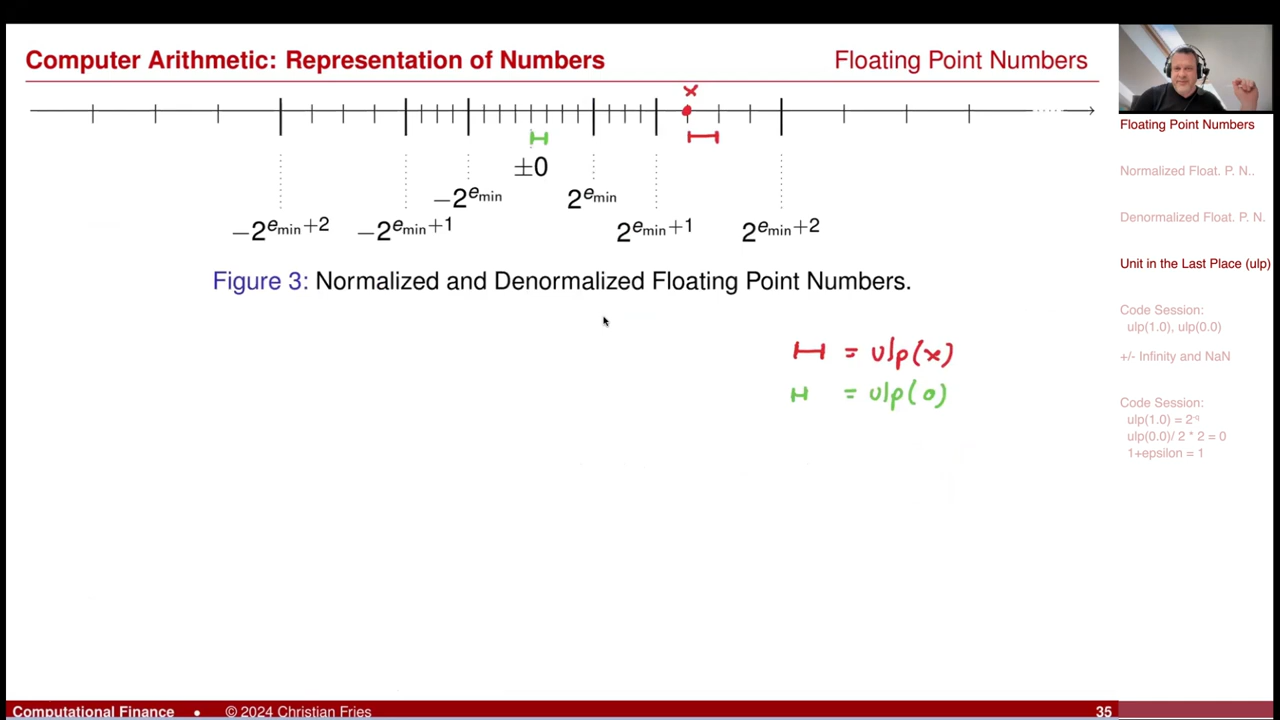 Computer Arithmetic: Representation of Numbers
Floating Point Numbers
x
±0
−2^{e_min} 2^{e_min}
−2^{e_min+2} −2^{e_min+1} 2^{e_min+1} 2^{e_min+2}
Figure 3: Normalized and Denormalized Floating Point Numbers.
= ulp(x)
= ulp(0)
Floating Point Numbers
Normalized Float. P. N..
Denormalized Float. P. N.
Unit in the Last Place (ulp)
Code Session:
ulp(1.0), ulp(0.0)
+/- Infinity and NaN
Code Session:
ulp(1.0) = 2^{-q}
ulp(0.0)/ 2 * 2 = 0
1+epsilon = 1
Computational Finance • © 2024 Christian Fries 35